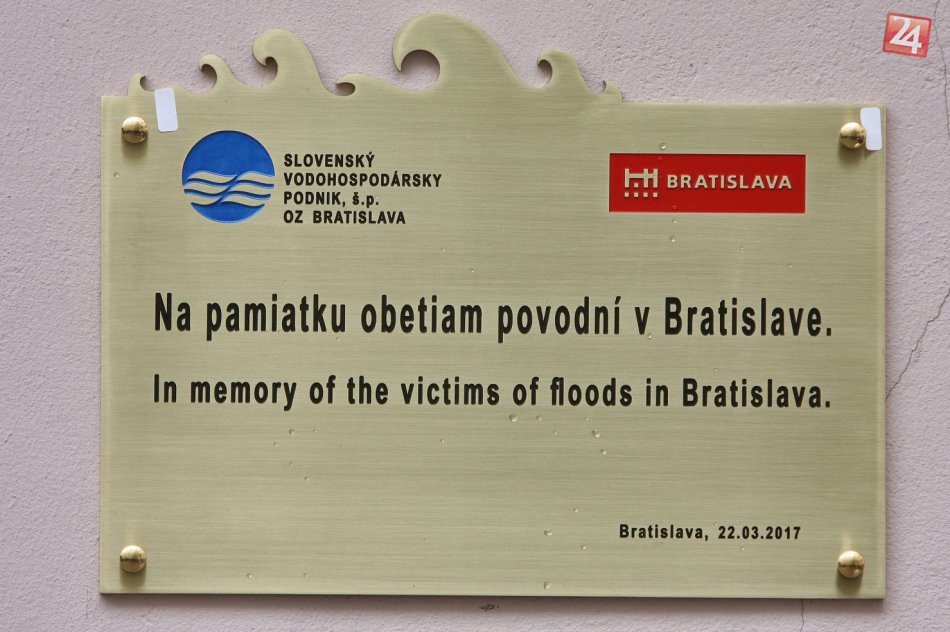 24
SLOVENSKÝ
VODOHOSPODÁRSKY
PODNIK, š.p.
OZ BRATISLAVA
BRATISLAVA
Na pamiatku obetiam povodní v Bratislave.
In memory of the victims of floods in Bratislava.
Bratislava, 22.03.2017